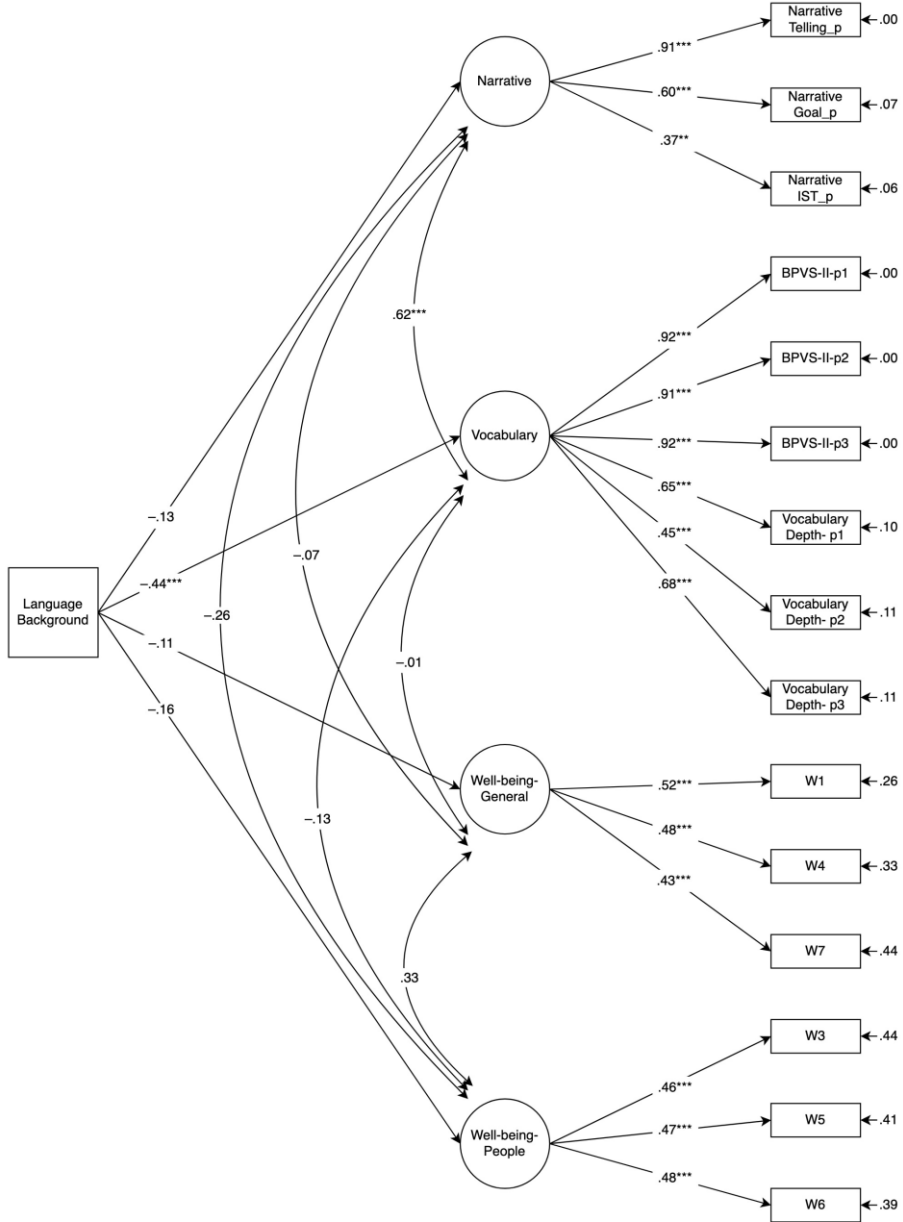 Narrative
Telling_p
.00
.91***
Narrative
.60***
Narrative
Goal_p
.07
.37**
Narrative
IST_p
.06
BPVS-II-p1
.00
.62***
.92***
BPVS-II-p2
.00
.91***
Vocabulary
.92***
BPVS-II-p3
.00
.65***
–.13
Vocabulary
Depth- p1
.10
.45***
–.07
–.44***
.68***
Language
Background
–.26
Vocabulary
Depth- p2
.11
–.11
–.01
–.16
Vocabulary
Depth- p3
.11
Well-being-
General
.52***
W1
.26
–.13
.48***
W4
.33
.43***
W7
.44
.33
W3
.44
.46***
Well-being-
People
.47***
W5
.41
.48***
W6
.39